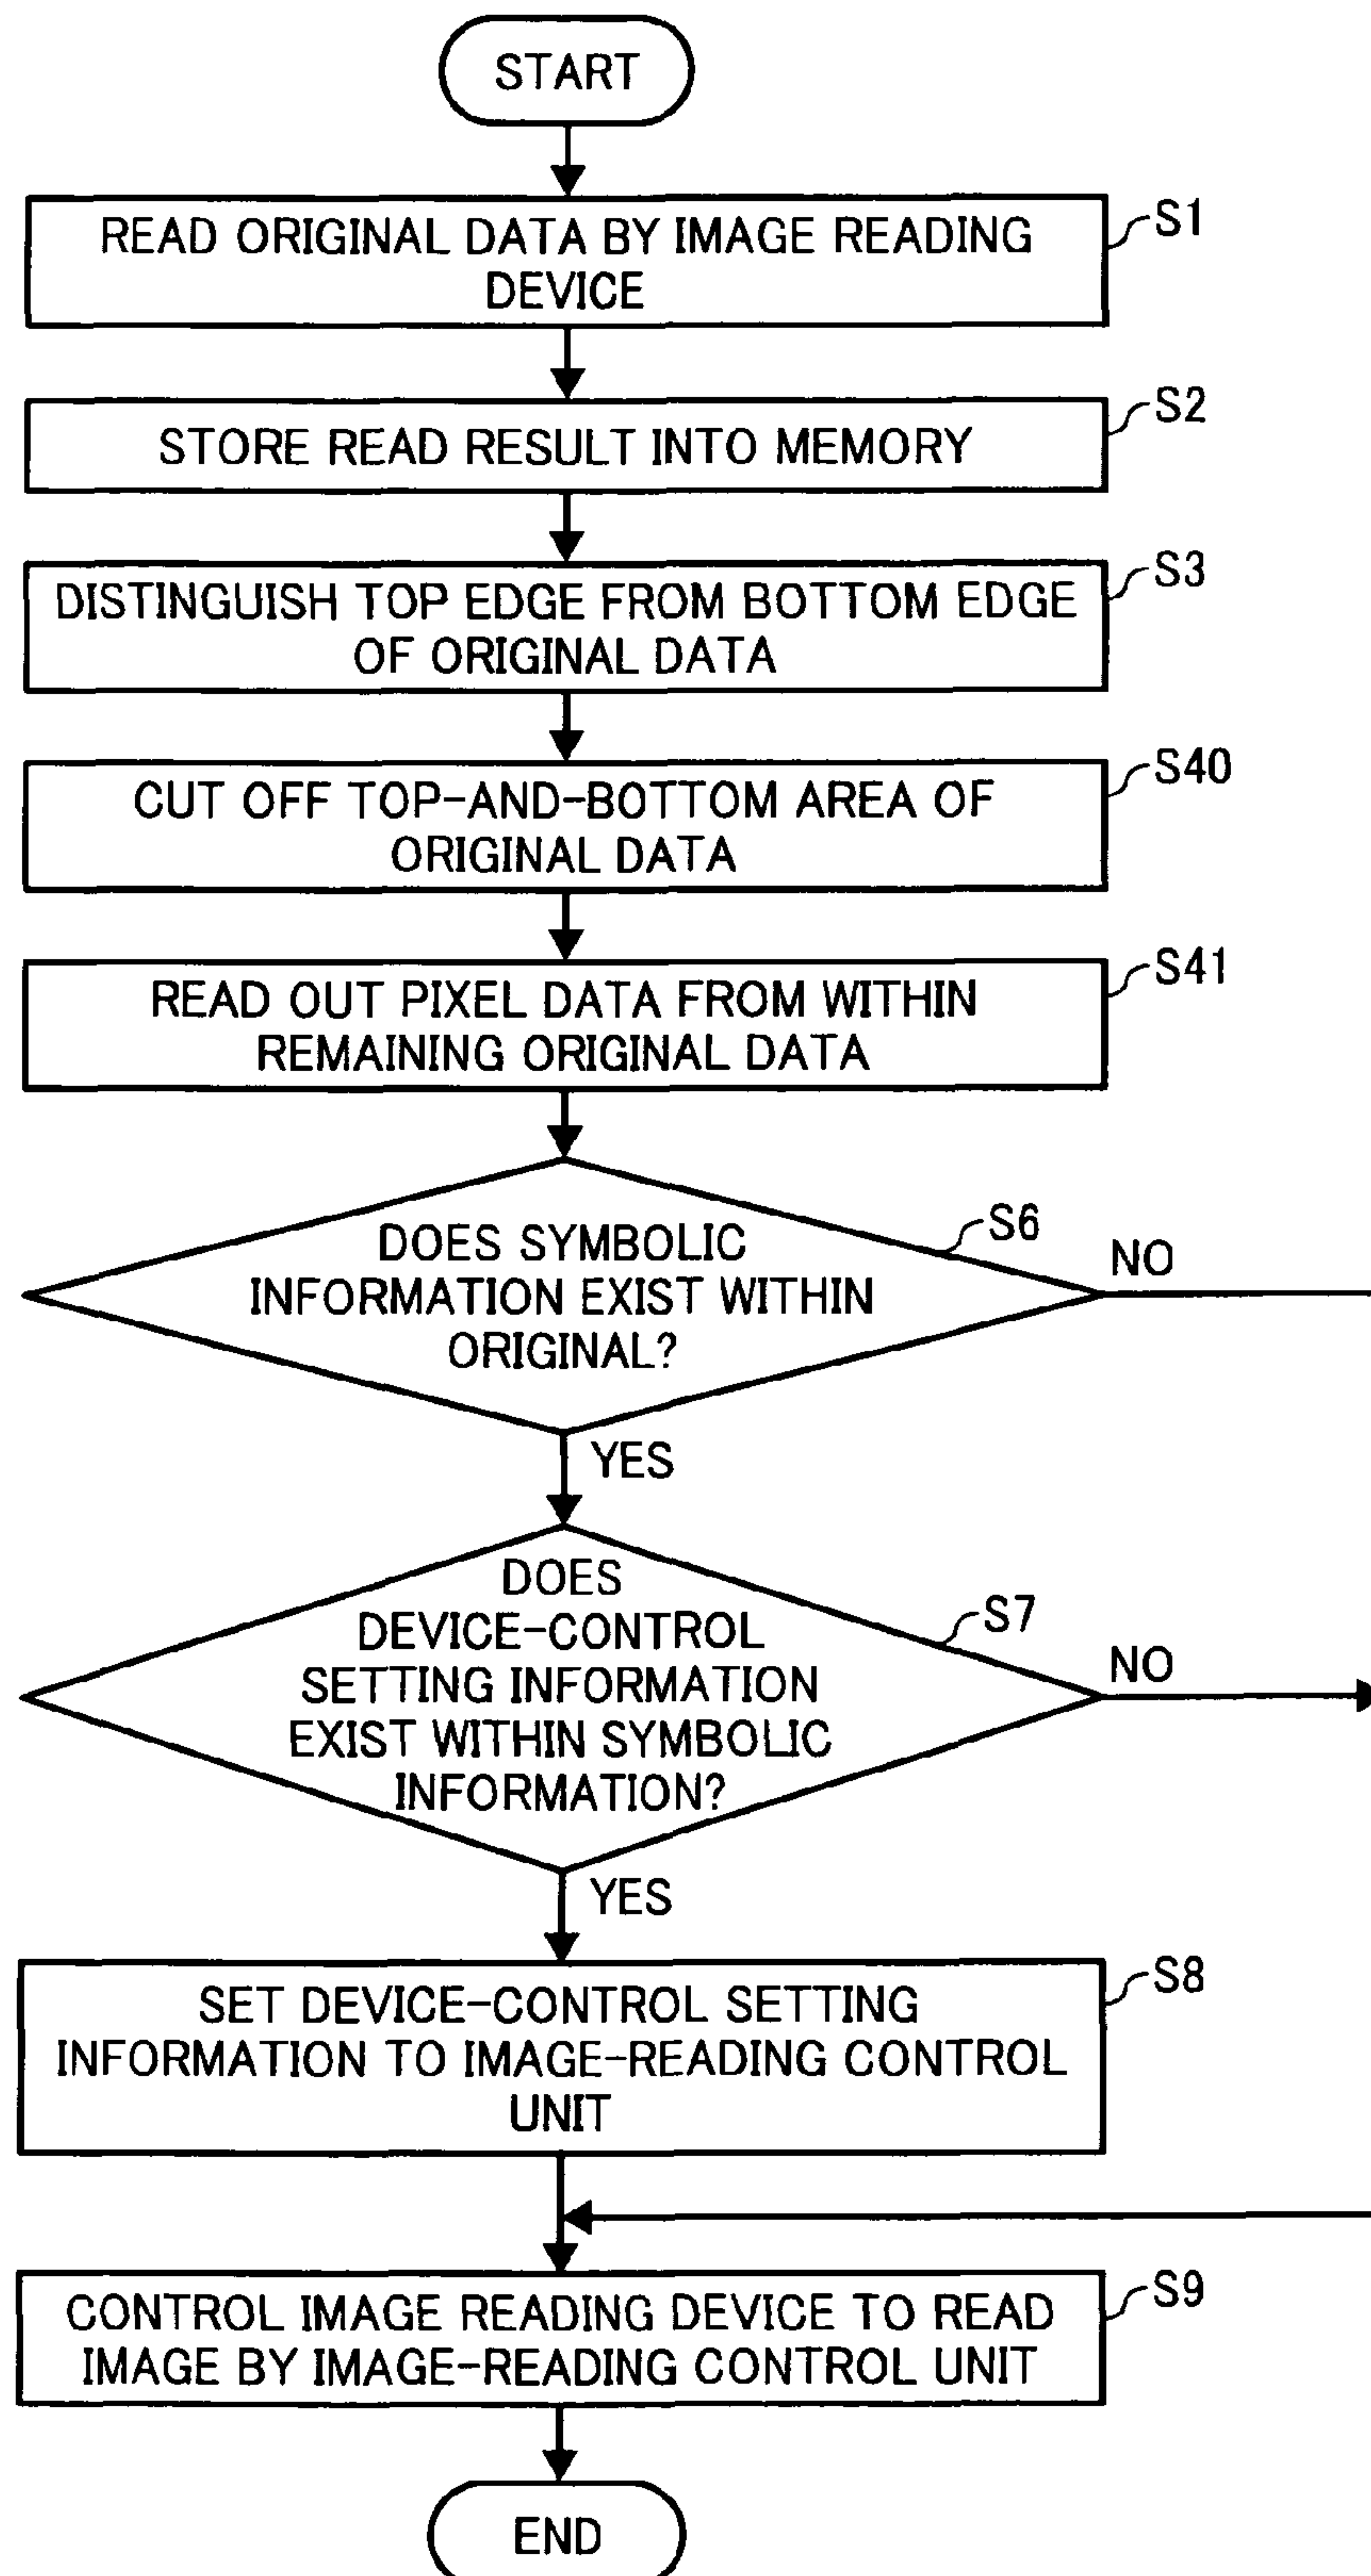 START
READ ORIGINAL DATA BY IMAGE READING
DEVICE
S1
STORE READ RESULT INTO MEMORY
S2
DISTINGUISH TOP EDGE FROM BOTTOM EDGE
OF ORIGINAL DATA
S3
CUT OFF TOP-AND-BOTTOM AREA OF
ORIGINAL DATA
S40
READ OUT PIXEL DATA FROM WITHIN
REMAINING ORIGINAL DATA
S41
DOES SYMBOLIC
INFORMATION EXIST WITHIN
ORIGINAL?
S6
NO
YES
DOES
DEVICE-CONTROL
SETTING INFORMATION
EXIST WITHIN SYMBOLIC
INFORMATION?
S7
NO
YES
SET DEVICE-CONTROL SETTING
INFORMATION TO IMAGE-READING CONTROL
UNIT
S8
CONTROL IMAGE READING DEVICE TO READ
IMAGE BY IMAGE-READING CONTROL UNIT
S9
END